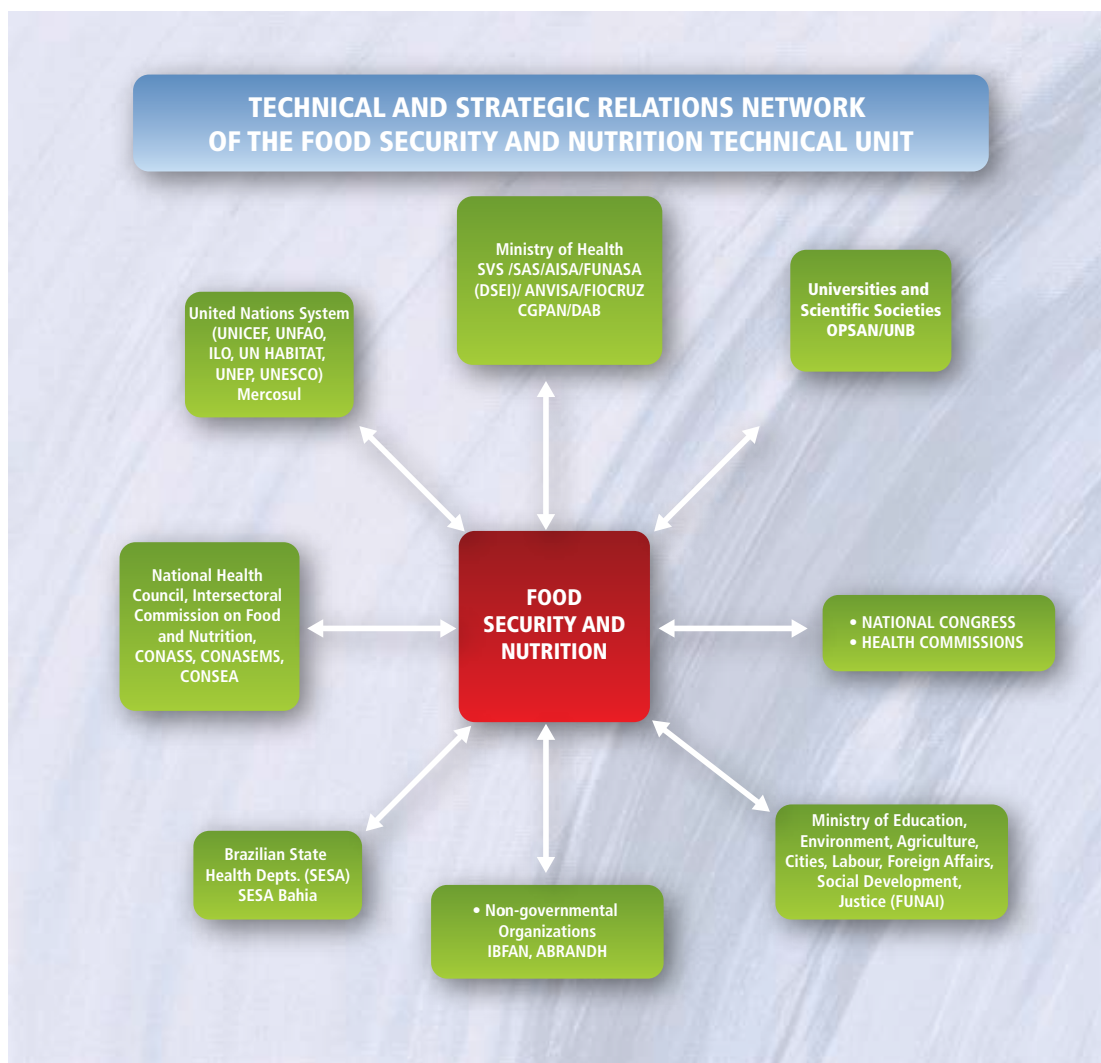 TECHNICAL AND STRATEGIC RELATIONS NETWORK
OF THE FOOD SECURITY AND NUTRITION TECHNICAL UNIT
Ministry of Health
SVS /SAS/AISA/FUNASA
(DSEI)/ ANVISA/FIOCRUZ
CGPAN/DAB
Universities and
Scientific Societies
OPSAN/UNB
United Nations System
(UNICEF, UNFAO,
ILO, UN HABITAT,
UNEP, UNESCO)
Mercosul
FOOD
SECURITY AND
NUTRITION
National Health
Council, Intersectoral
Commission on Food
and Nutrition,
CONASS, CONASEMS,
CONSEA
• NATIONAL CONGRESS
• HEALTH COMMISSIONS
Brazilian State
Health Depts. (SESA)
SESA Bahia
• Non-governmental
Organizations
IBFAN, ABRANDH
Ministry of Education,
Environment, Agriculture,
Cities, Labour, Foreign Affairs,
Social Development,
Justice (FUNAI)